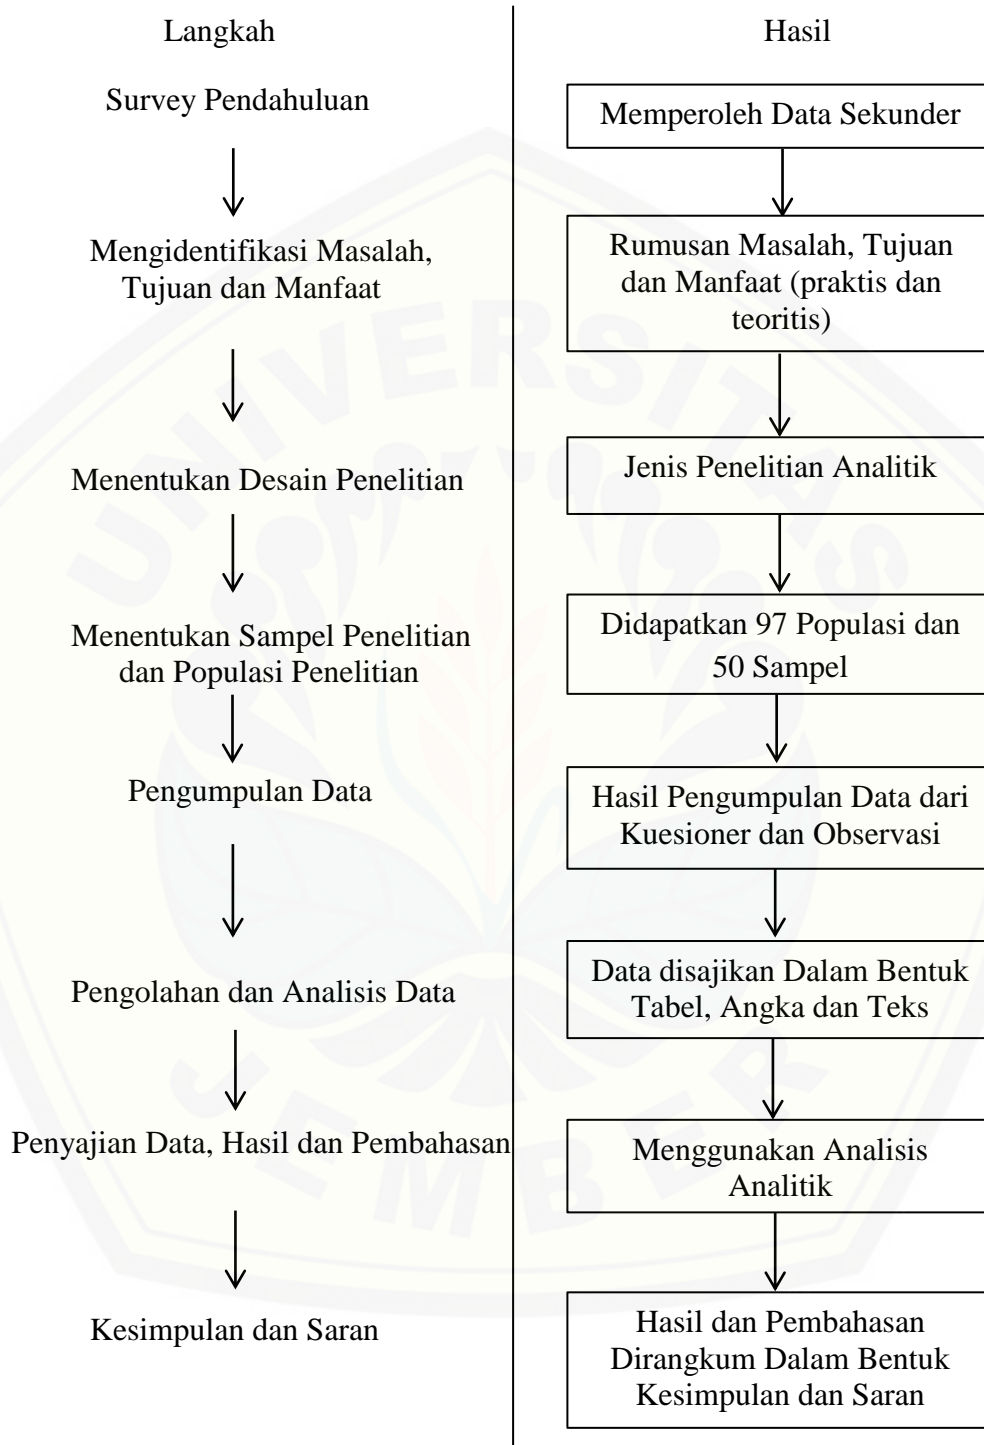 Langkah
Hasil
Survey Pendahuluan
Memperoleh Data Sekunder
Mengidentifikasi Masalah,
Tujuan dan Manfaat
Rumusan Masalah, Tujuan
dan Manfaat (praktis dan
teoritis)
Menentukan Desain Penelitian
Jenis Penelitian Analitik
Menentukan Sampel Penelitian
dan Populasi Penelitian
Didapatkan 97 Populasi dan
50 Sampel
Pengumpulan Data
Hasil Pengumpulan Data dari
Kuesioner dan Observasi
Pengolahan dan Analisis Data
Data disajikan Dalam Bentuk
Tabel, Angka dan Teks
Penyajian Data, Hasil dan Pembahasan
Menggunakan Analisis
Analitik
Kesimpulan dan Saran
Hasil dan Pembahasan
Dirangkum Dalam Bentuk
Kesimpulan dan Saran
UNIVERSITAS
JEMBER